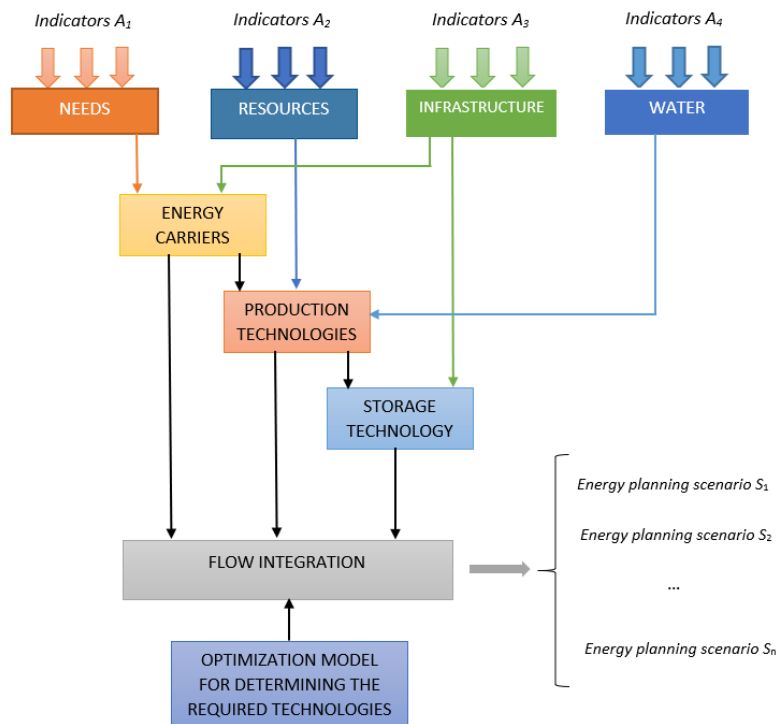 Indicators A₁
Indicators A₂
Indicators A₃
Indicators A₄
NEEDS
RESOURCES
INFRASTRUCTURE
WATER
ENERGY
CARRIERS
PRODUCTION
TECHNOLOGIES
STORAGE
TECHNOLOGY
Energy planning scenario S₁
Energy planning scenario S₂
...
Energy planning scenario Sₙ
FLOW INTEGRATION
OPTIMIZATION MODEL
FOR DETERMINING THE
REQUIRED TECHNOLOGIES